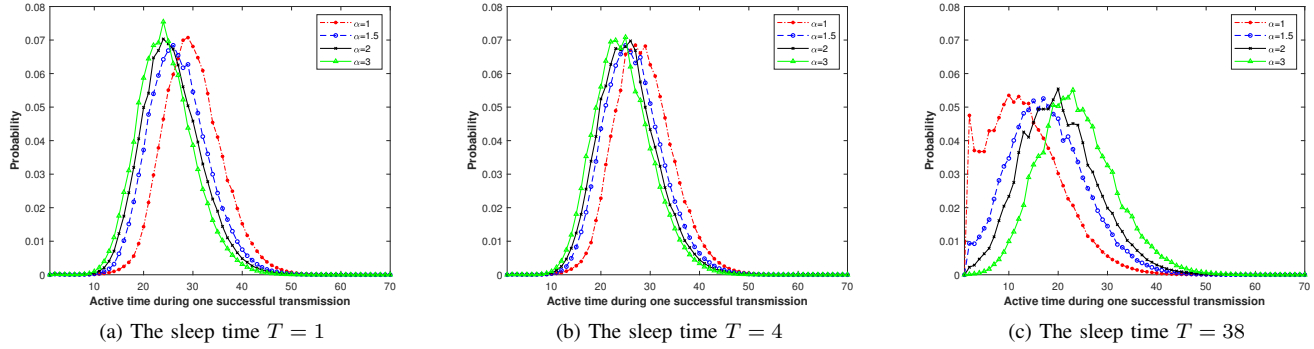 0.08
0.07
0.06
0.05
0.04
0.03
0.02
0.01
0
Probability
10 20 30 40 50 60 70
Active time during one successful transmission
α=1
α=1.5
α=2
α=3
(a) The sleep time T = 1
0.08
0.07
0.06
0.05
0.04
0.03
0.02
0.01
0
Probability
10 20 30 40 50 60 70
Active time during one successful transmission
α=1
α=1.5
α=2
α=3
(b) The sleep time T = 4
0.08
0.07
0.06
0.05
0.04
0.03
0.02
0.01
0
Probability
10 20 30 40 50 60 70
Active time during one successful transmission
α=1
α=1.5
α=2
α=3
(c) The sleep time T = 38